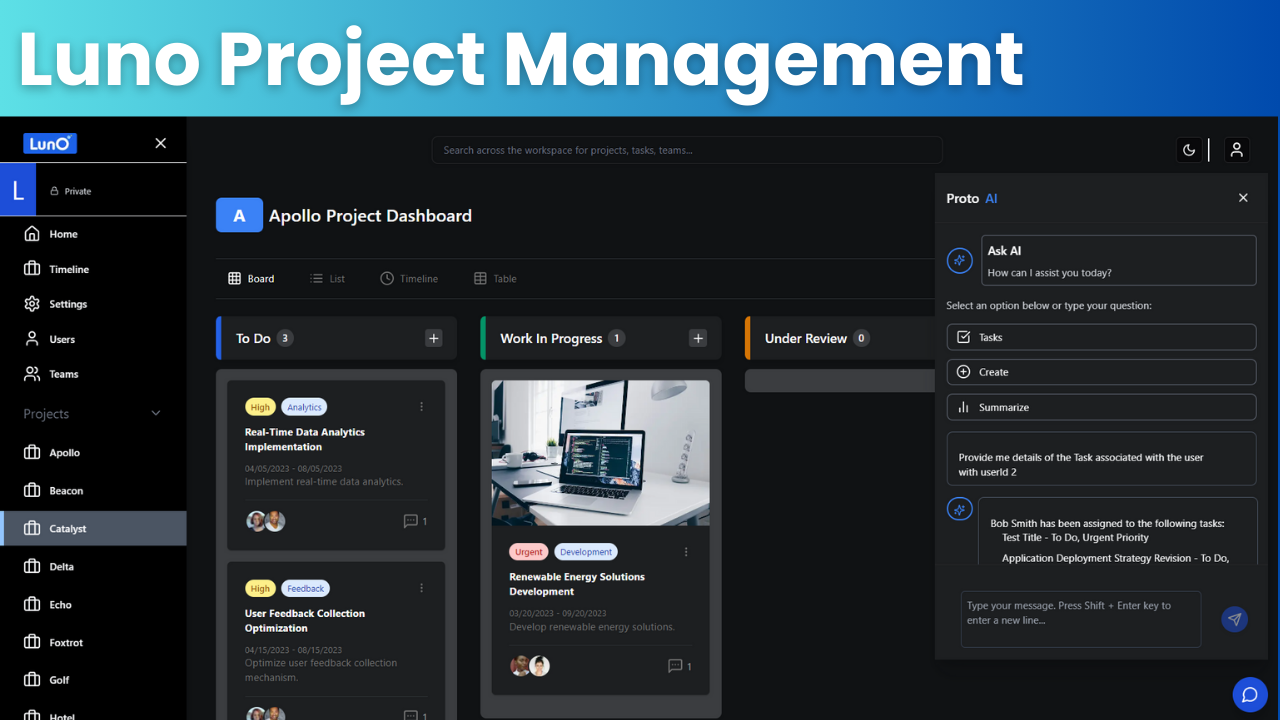 Luno Project Management
LunO
L
Private
Home
Timeline
Settings
Users
Teams
Projects
Apollo
Beacon
Catalyst
Delta
Echo
Foxtrot
Golf
Hotel
Search across the workspace for projects, tasks, teams...
A
Apollo Project Dashboard
Board
List
Timeline
Table
To Do 3
High Analytics
Real-Time Data Analytics
Implementation
04/05/2023 - 08/05/2023
Implement real-time data analytics.
1
High Feedback
User Feedback Collection
Optimization
04/15/2023 - 08/15/2023
Optimize user feedback collection
mechanism.
1
Work In Progress 1
Urgent Development
Renewable Energy Solutions
Development
03/20/2023 - 09/20/2023
Develop renewable energy solutions.
1
Under Review 0
Proto AI
Ask AI
How can I assist you today?
Select an option below or type your question:
Tasks
Create
Summarize
Provide me details of the Task associated with the user
with userId 2
Bob Smith has been assigned to the following tasks:
Test Title - To Do, Urgent Priority
Application Deployment Strategy Revision - To Do,
Type your message. Press Shift + Enter key to
enter a new line...